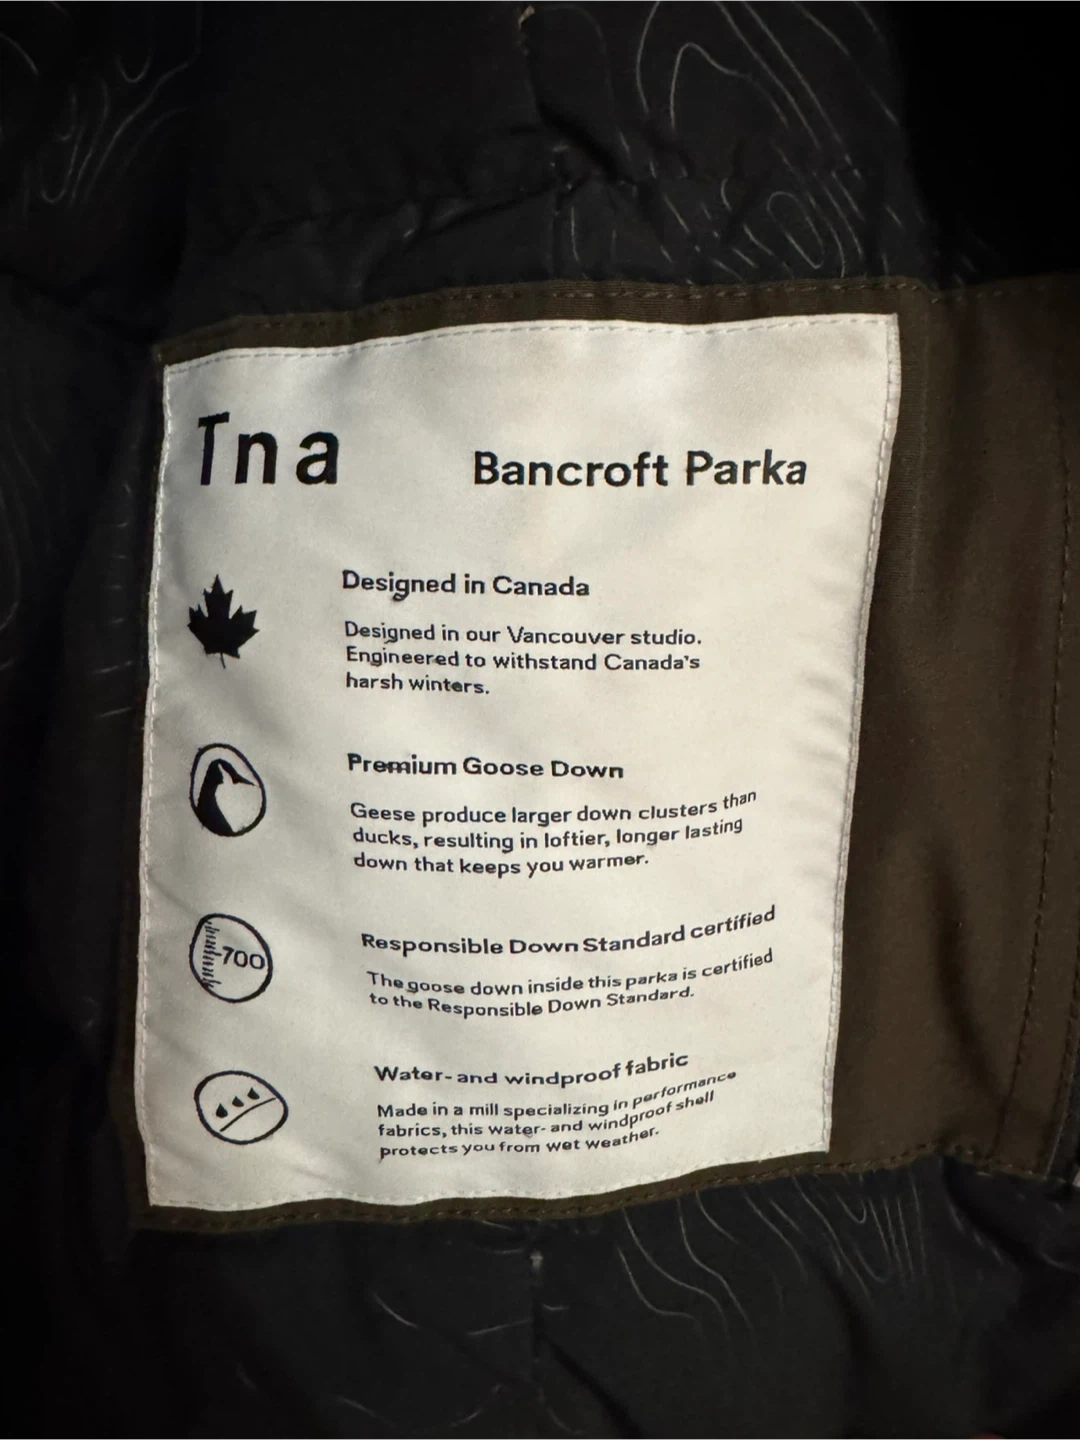 Tna
Bancroft Parka
Designed in Canada
Designed in our Vancouver studio.
Engineered to withstand Canada's
harsh winters.
Premium Goose Down
Geese produce larger down clusters than
ducks, resulting in loftier, longer lasting
down that keeps you warmer.
700
Responsible Down Standard certified
The goose down inside this parka is certified
to the Responsible Down Standard.
Water- and windproof fabric
Made in a mill specializing in performance
fabrics, this water- and windproof shell
protects you from wet weather.